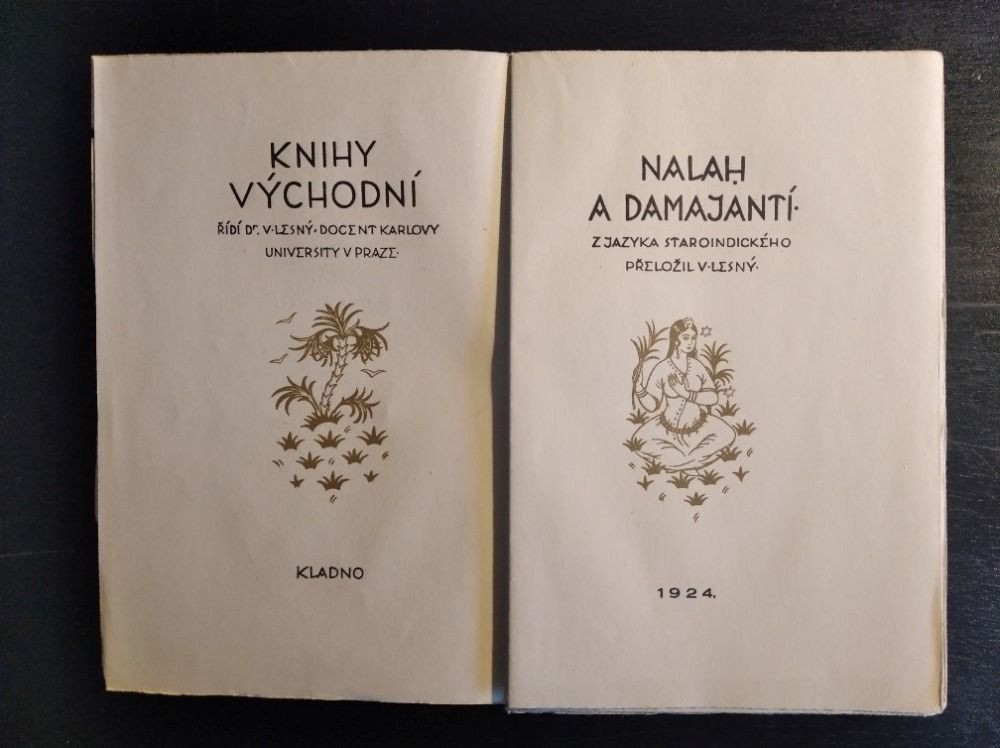 KNIHY
VÝCHODNÍ
ŘÍDÍ Dr. V·LESNÝ·DOCENT KARLOVY
UNIVERSITY V PRAZE·
KLADNO
NALAḤ
A DAMAJANTÍ·
Z JAZYKA STAROINDICKÉHO
PŘELOŽIL V·LESNÝ·
1924.